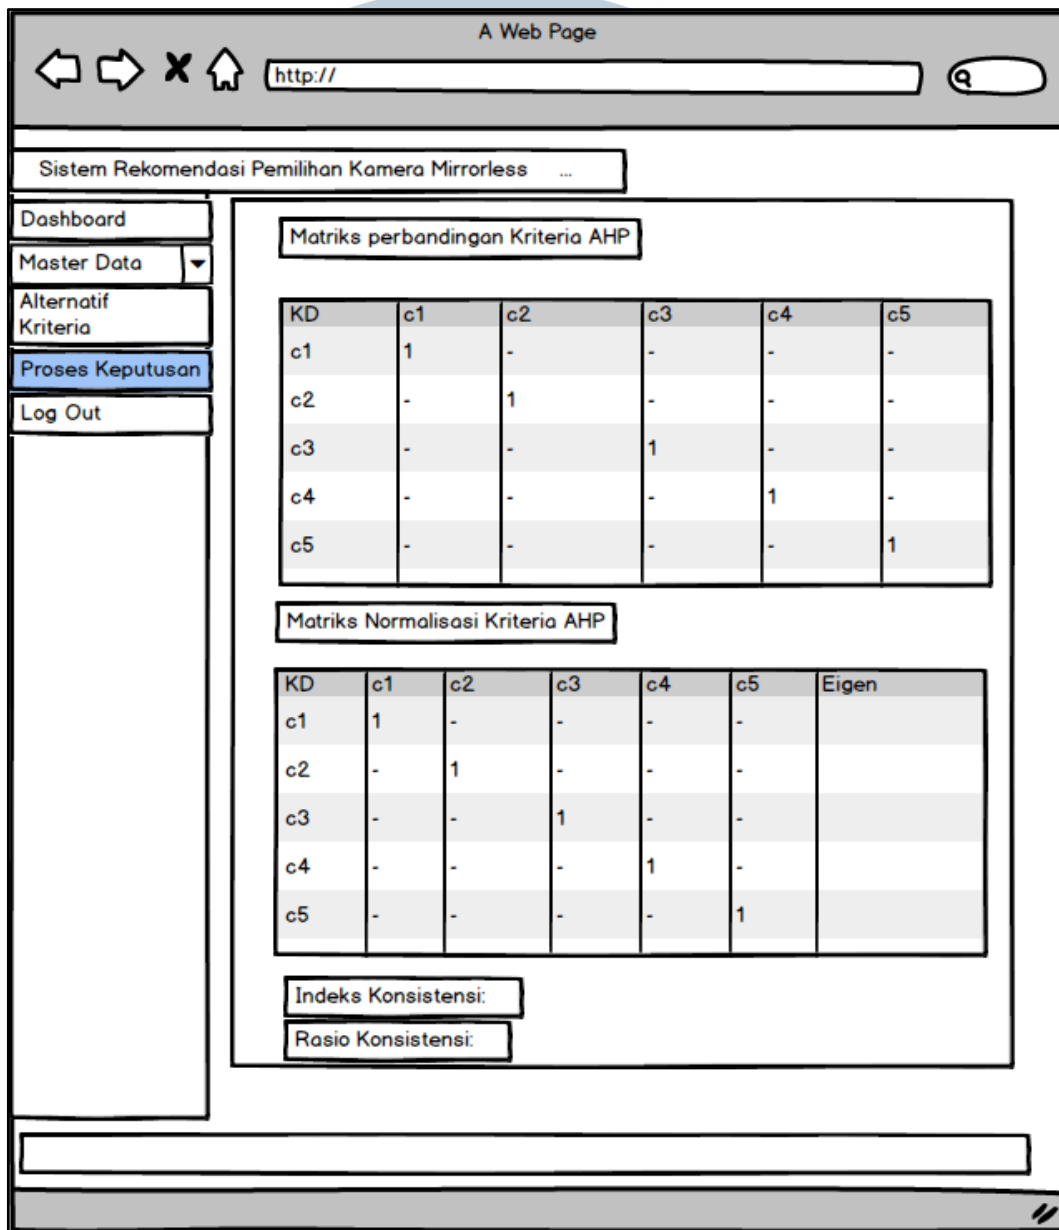 A Web Page
http://
Sistem Rekomendasi Pemilihan Kamera Mirrorless ...
Dashboard
Master Data
Alternatif
Kriteria
Proses Keputusan
Log Out
Matriks perbandingan Kriteria AHP
KD c1 c2 c3 c4 c5
c1 1 - - - -
c2 - 1 - - -
c3 - - 1 - -
c4 - - - 1 -
c5 - - - - 1
Matriks Normalisasi Kriteria AHP
KD c1 c2 c3 c4 c5 Eigen
c1 1 - - - -
c2 - 1 - - -
c3 - - 1 - -
c4 - - - 1 -
c5 - - - - 1
Indeks Konsistensi:
Rasio Konsistensi: